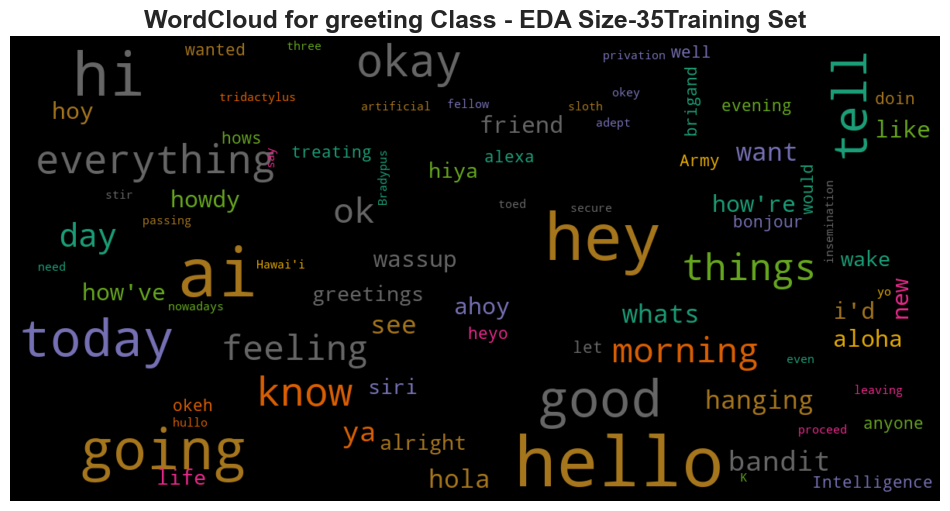 WordCloud for greeting Class - EDA Size-35Training Set
hi
wanted
three
okay
privation
well
tell
hoy
tridactylus
artificial
fellow
sloth
okey
brigand
evening
doin
like
hows
friend
adept
everything
say
treating
Bradypus
hiya
alexa
Army
want
stir
howdy
passing
ok
toed
secure
how're
bonjour
would
insemination
day
need
ai
Hawai'i
wassup
hey
things
wake
how've
nowadays
greetings
ahoy
see
heyo
whats
i'd
yo
new
aloha
today
feeling
let
morning
even
know
siri
good
hanging
leaving
okeh
hullo
ya
alright
proceed
anyone
going
life
hola
hello
bandit
K
Intelligence